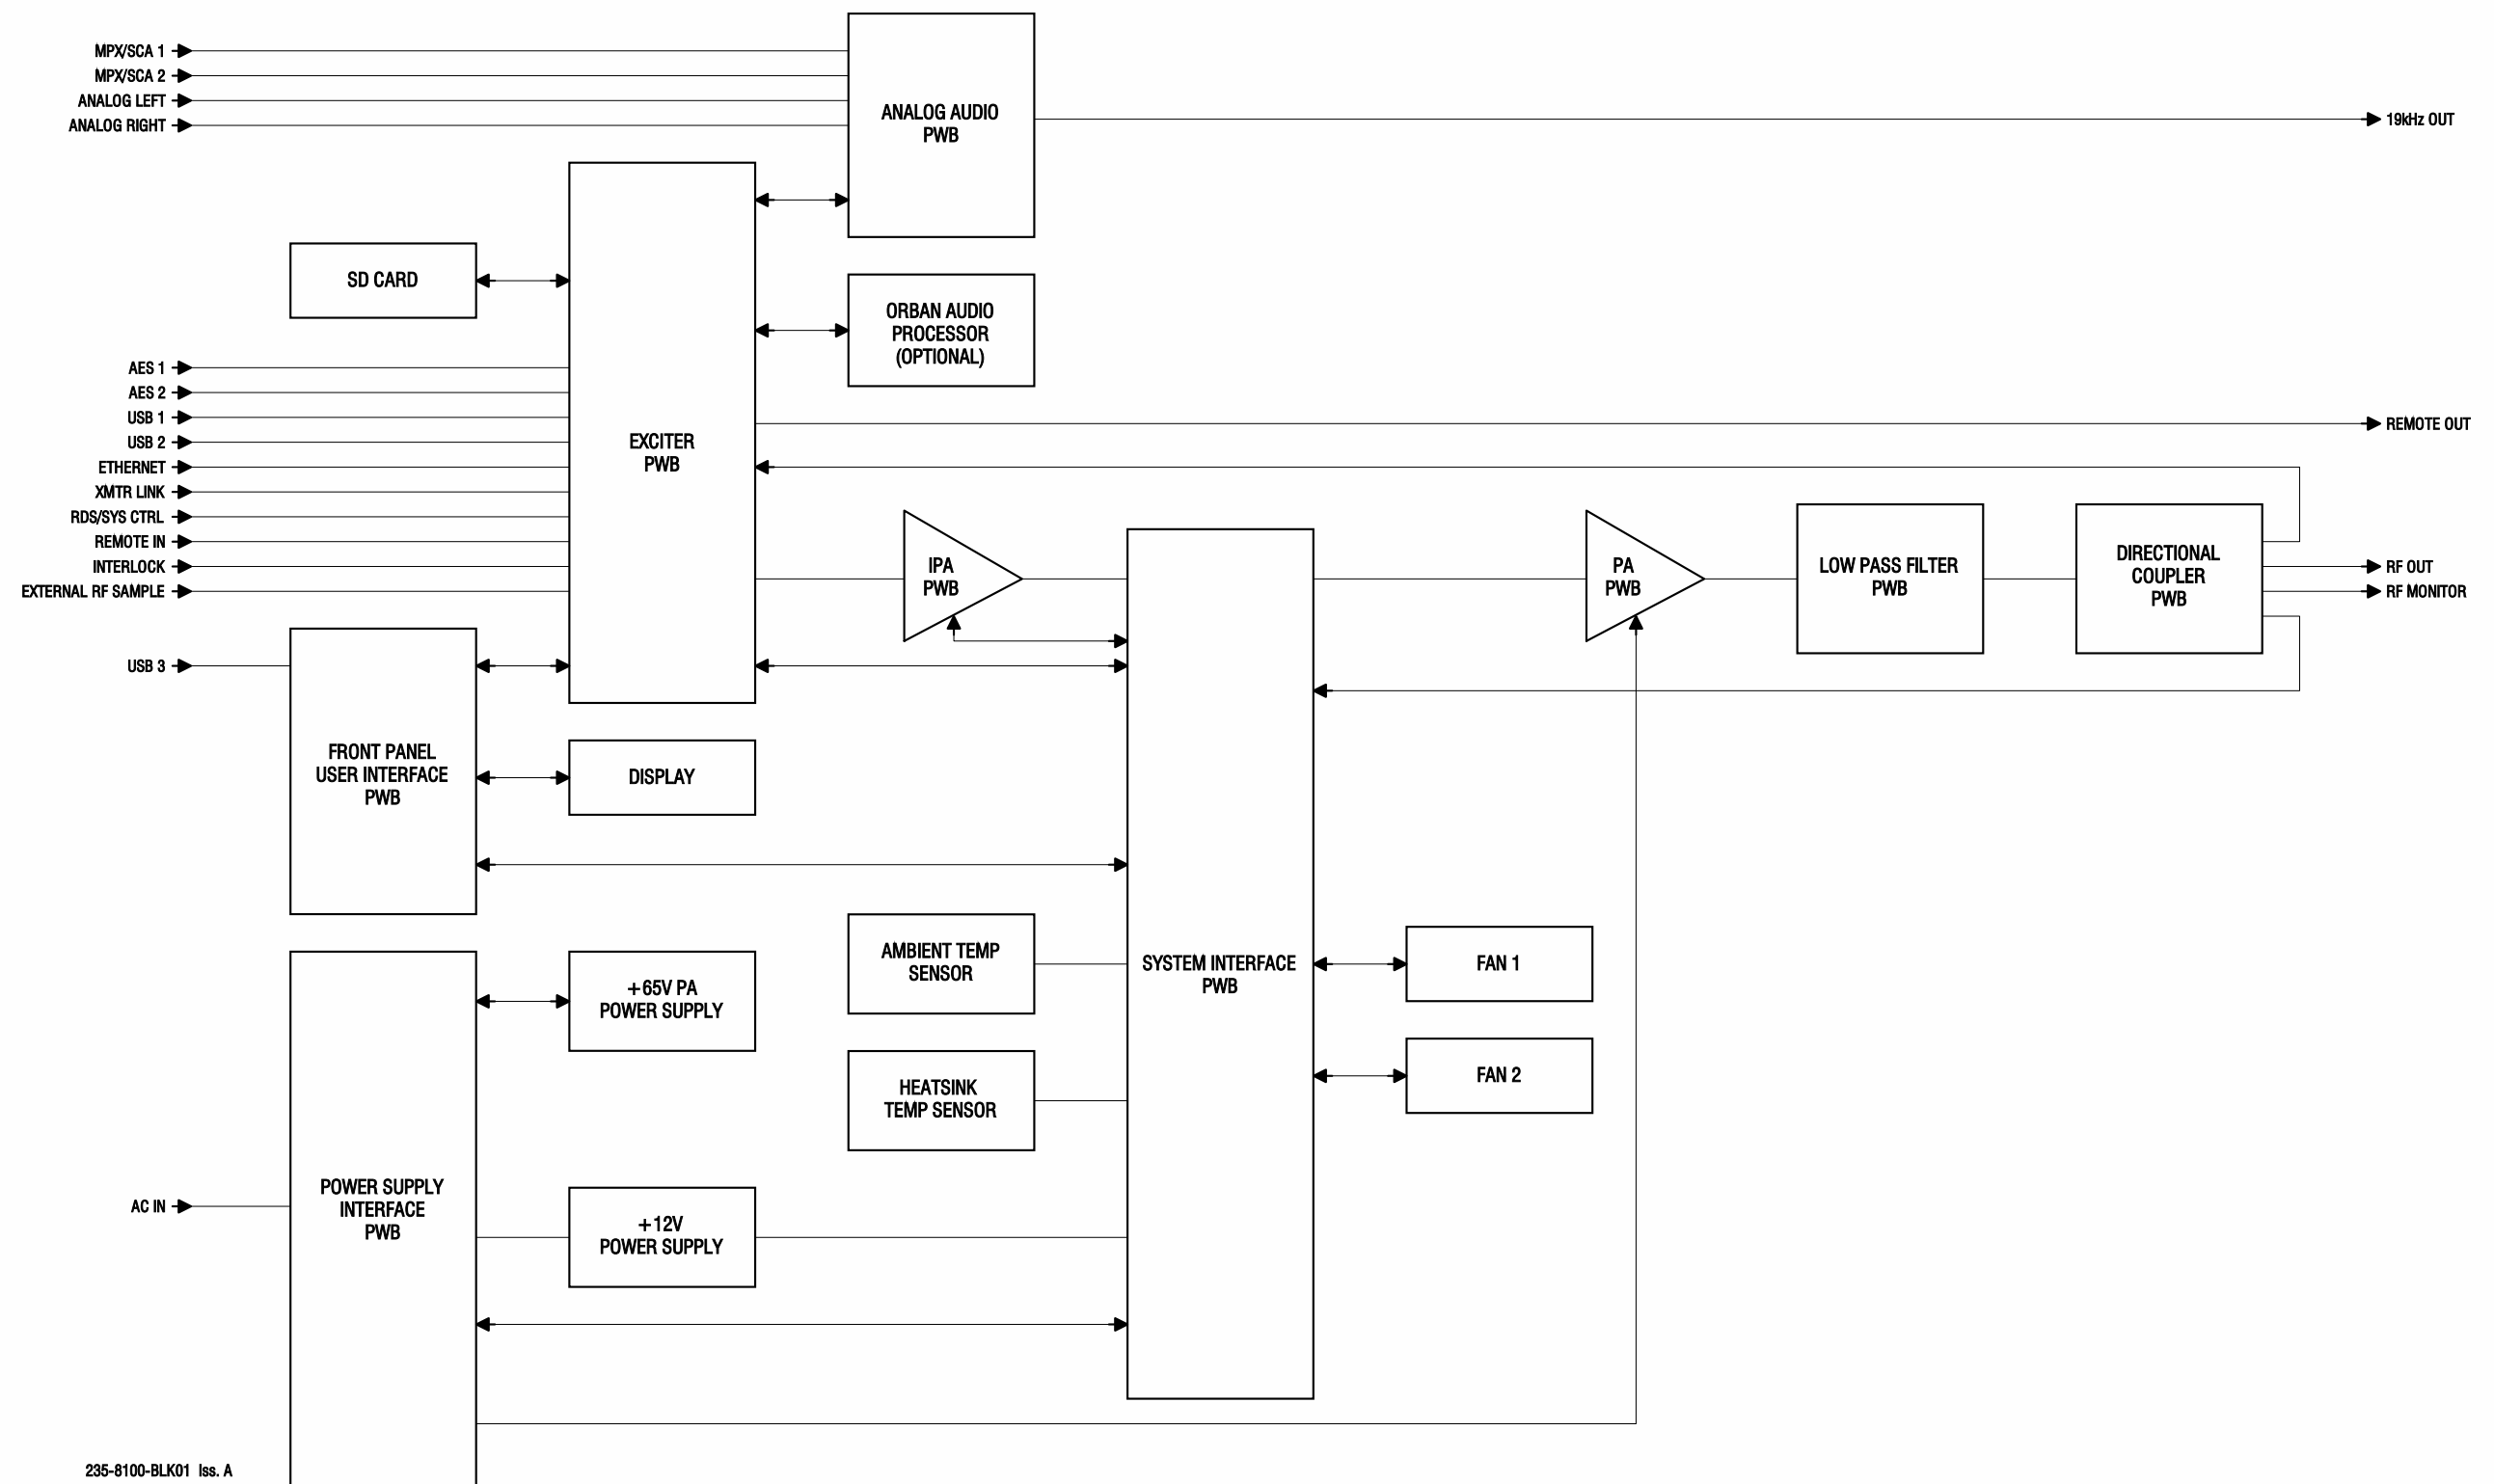 MPX/SCA 1
MPX/SCA 2
ANALOG LEFT
ANALOG RIGHT
ANALOG AUDIO
PWB
19kHz OUT
SD CARD
ORBAN AUDIO
PROCESSOR
(OPTIONAL)
AES 1
AES 2
USB 1
USB 2
ETHERNET
XMTR LINK
RDS/SYS CTRL
REMOTE IN
INTERLOCK
EXTERNAL RF SAMPLE
EXCITER
PWB
REMOTE OUT
IPA
PWB
PA
PWB
LOW PASS FILTER
PWB
DIRECTIONAL
COUPLER
PWB
RF OUT
RF MONITOR
USB 3
FRONT PANEL
USER INTERFACE
PWB
DISPLAY
AMBIENT TEMP
SENSOR
SYSTEM INTERFACE
PWB
FAN 1
+65V PA
POWER SUPPLY
HEATSINK
TEMP SENSOR
FAN 2
AC IN
POWER SUPPLY
INTERFACE
PWB
+12V
POWER SUPPLY
235-8100-BLK01 Iss. A